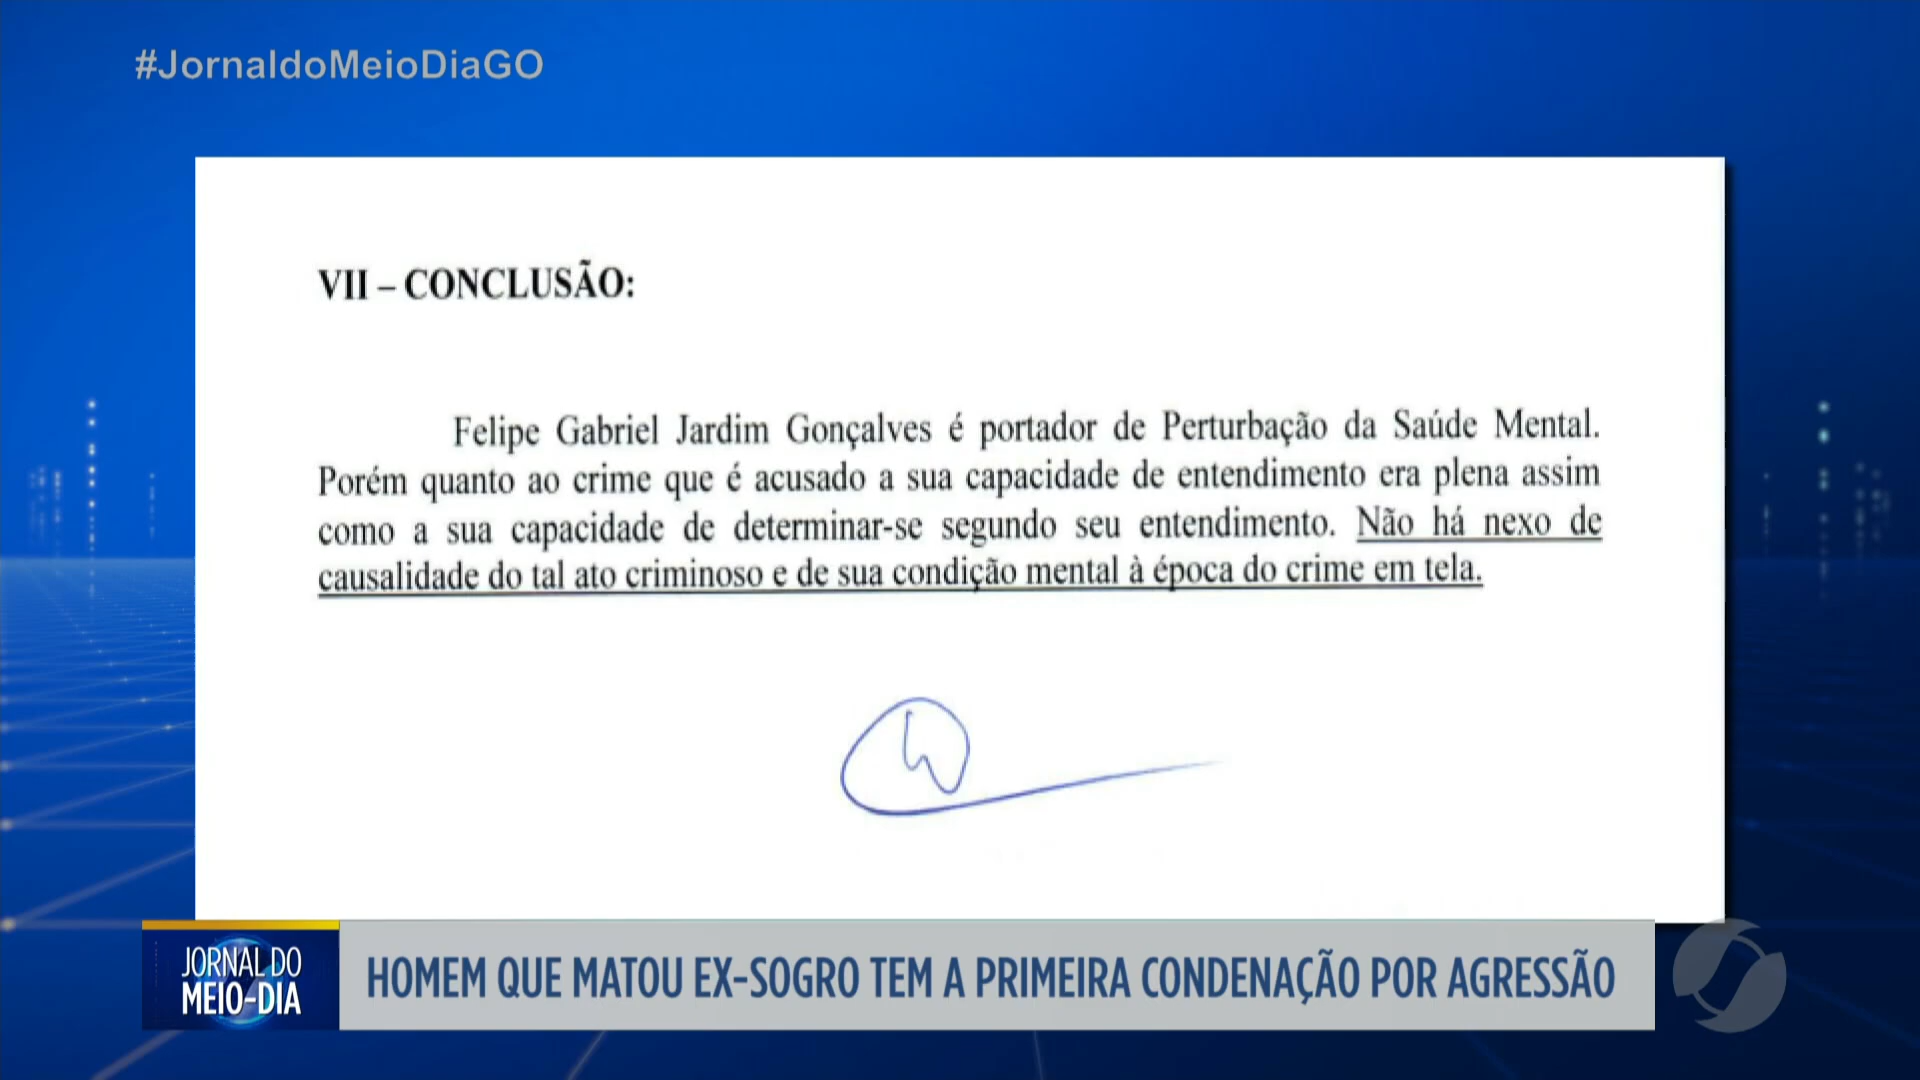 #JornaldoMeioDiaGO
VII – CONCLUSÃO:
Felipe Gabriel Jardim Gonçalves é portador de Perturbação da Saúde Mental.
Porém quanto ao crime que é acusado a sua capacidade de entendimento era plena assim
como a sua capacidade de determinar-se segundo seu entendimento. Não há nexo de
causalidade do tal ato criminoso e de sua condição mental à época do crime em tela.
JORNAL DO
MEIO-DIA
HOMEM QUE MATOU EX-SOGRO TEM A PRIMEIRA CONDENAÇÃO POR AGRESSÃO